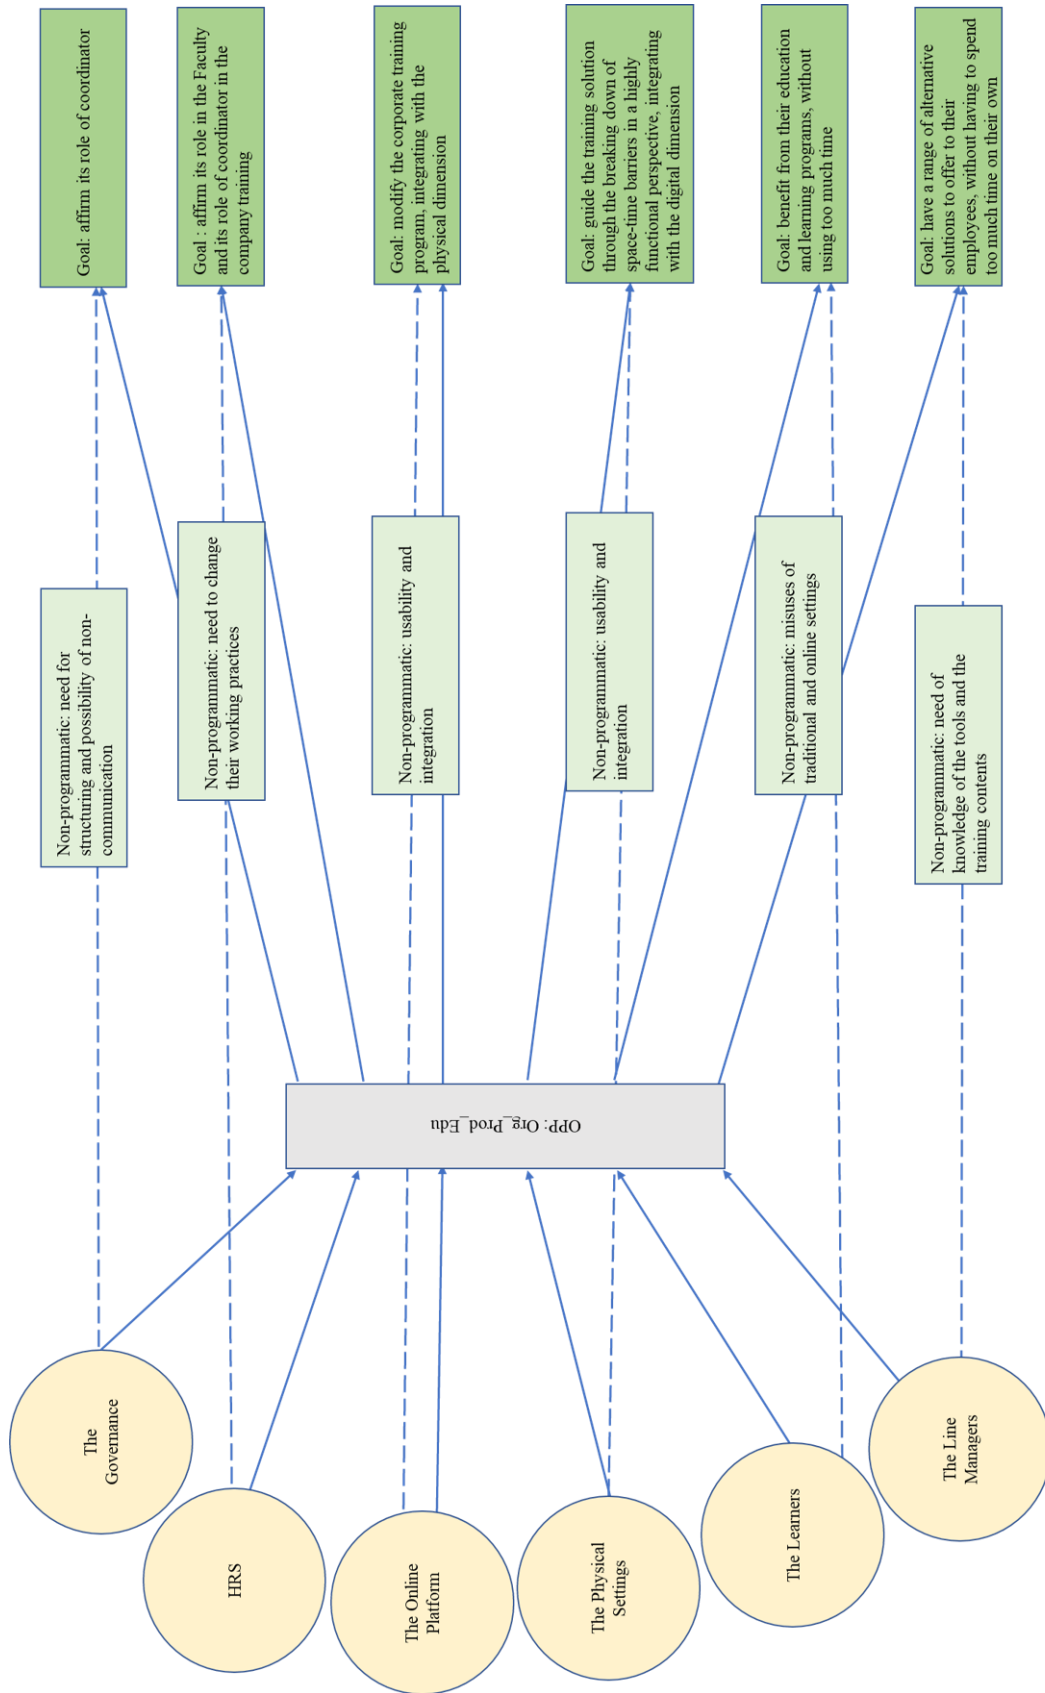 The
Governance
HRS
The Online
Platform
The Physical
Settings
The Learners
The Line
Managers
OPP: Org_Prod_Edu
Non-programmatic: need for
structuring and possibility of non-
communication
Non-programmatic: need to change
their working practices
Non-programmatic: usability and
integration
Non-programmatic: usability and
integration
Non-programmatic: misuses of
traditional and online settings
Non-programmatic: need of
knowledge of the tools and the
training contents
Goal: affirm its role of coordinator
Goal : affirm its role in the Faculty
and its role of coordinator in the
company training
Goal: modify the corporate training
program, integrating with the
physical dimension
Goal: guide the training solution
through the breaking down of
space-time barriers in a highly
functional perspective, integrating
with the digital dimension
Goal: benefit from their education
and learning programs, without
using too much time
Goal: have a range of alternative
solutions to offer to their
employees, without having to spend
too much time on their own